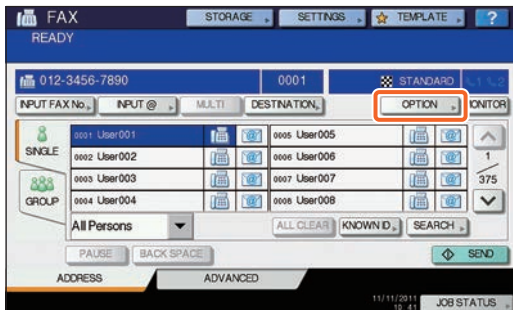 FAX STORAGE SETTINGS TEMPLATE ?
READY
012-3456-7890 0001 STANDARD 1 2
INPUT FAX No. INPUT @ MULTI DESTINATION OPTION MONITOR
SINGLE
0001 User001 0005 User005
0002 User002 0006 User006
0003 User003 0007 User007
0004 User004 0008 User008
GROUP
1
375
All Persons ALL CLEAR KNOWN ID SEARCH
PAUSE BACK SPACE SEND
ADDRESS ADVANCED
11/11/2011
10:41
JOB STATUS